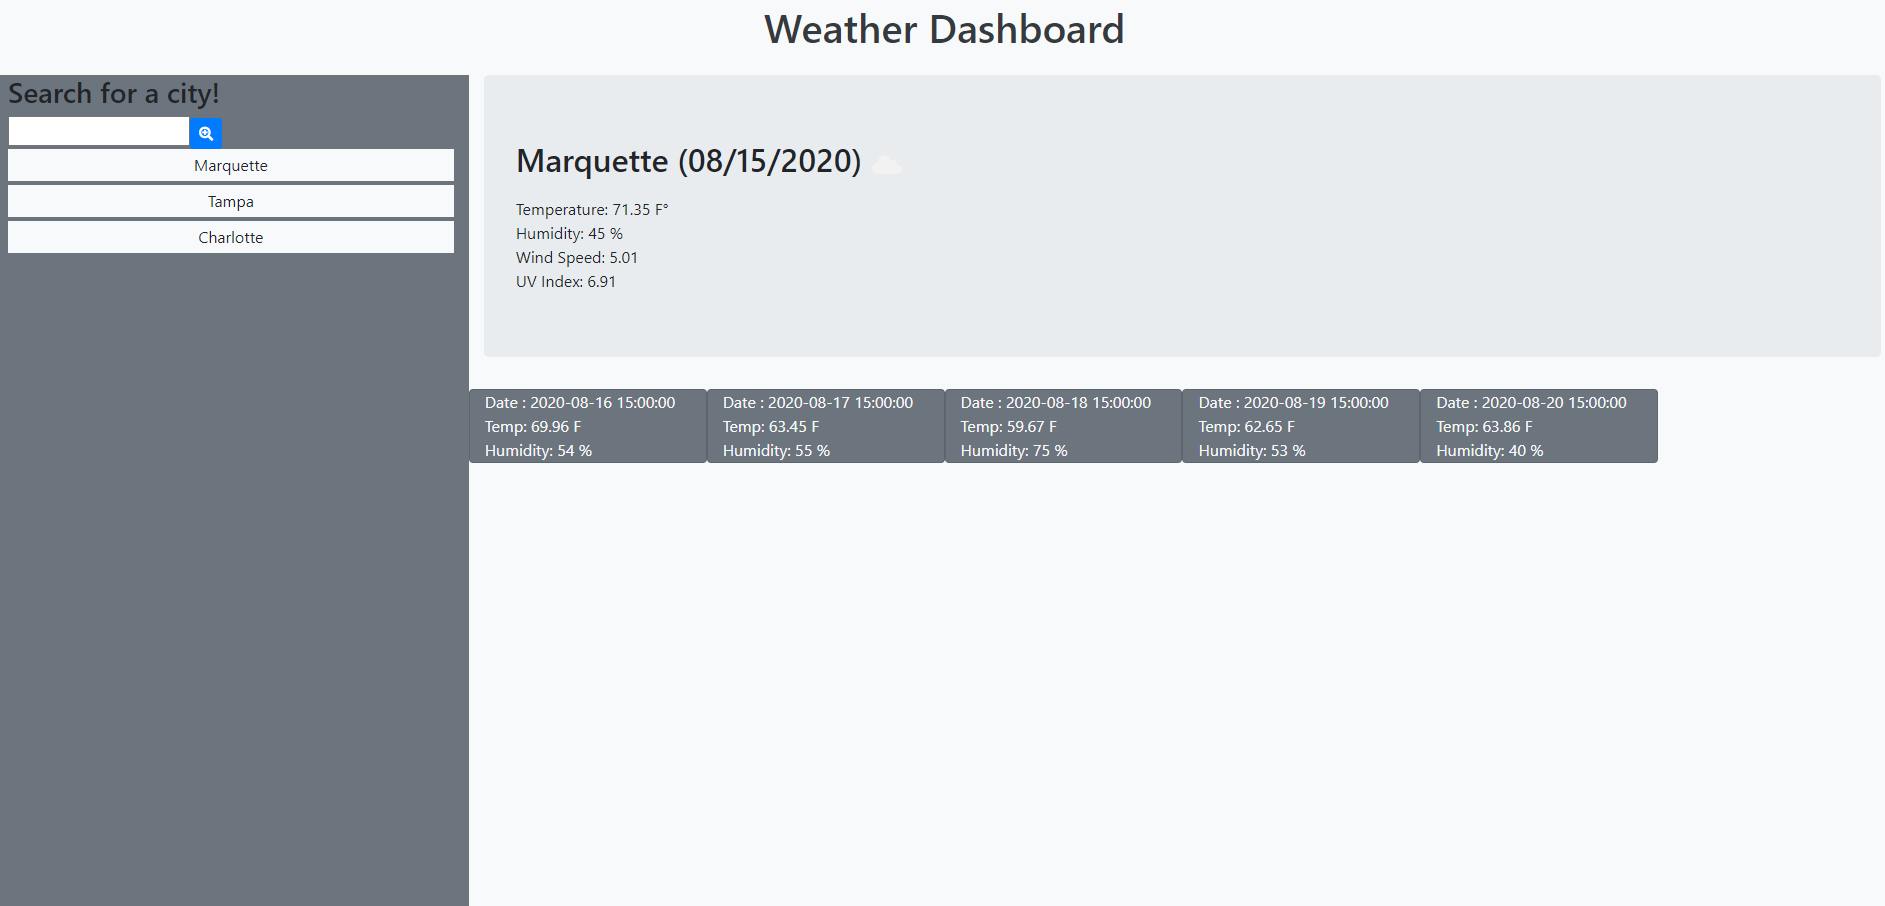 Weather Dashboard
Search for a city!
Marquette
Tampa
Charlotte
Marquette (08/15/2020)
Temperature: 71.35 F°
Humidity: 45 %
Wind Speed: 5.01
UV Index: 6.91
Date : 2020-08-16 15:00:00
Temp: 69.96 F
Humidity: 54 %
Date : 2020-08-17 15:00:00
Temp: 63.45 F
Humidity: 55 %
Date : 2020-08-18 15:00:00
Temp: 59.67 F
Humidity: 75 %
Date : 2020-08-19 15:00:00
Temp: 62.65 F
Humidity: 53 %
Date : 2020-08-20 15:00:00
Temp: 63.86 F
Humidity: 40 %